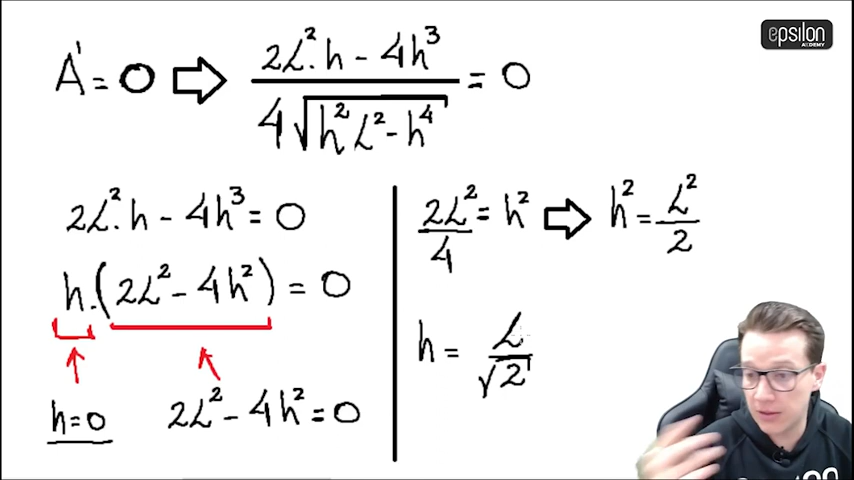 epsilon
ACADEMY
A' = 0 ⇒ (2L².h − 4h³) / (4√(h²L² − h⁴)) = 0
2L².h − 4h³ = 0
h.(2L² − 4h²) = 0
h=0
2L² − 4h² = 0
2L²/4 = h² ⇒ h² = L²/2
h = L/√2